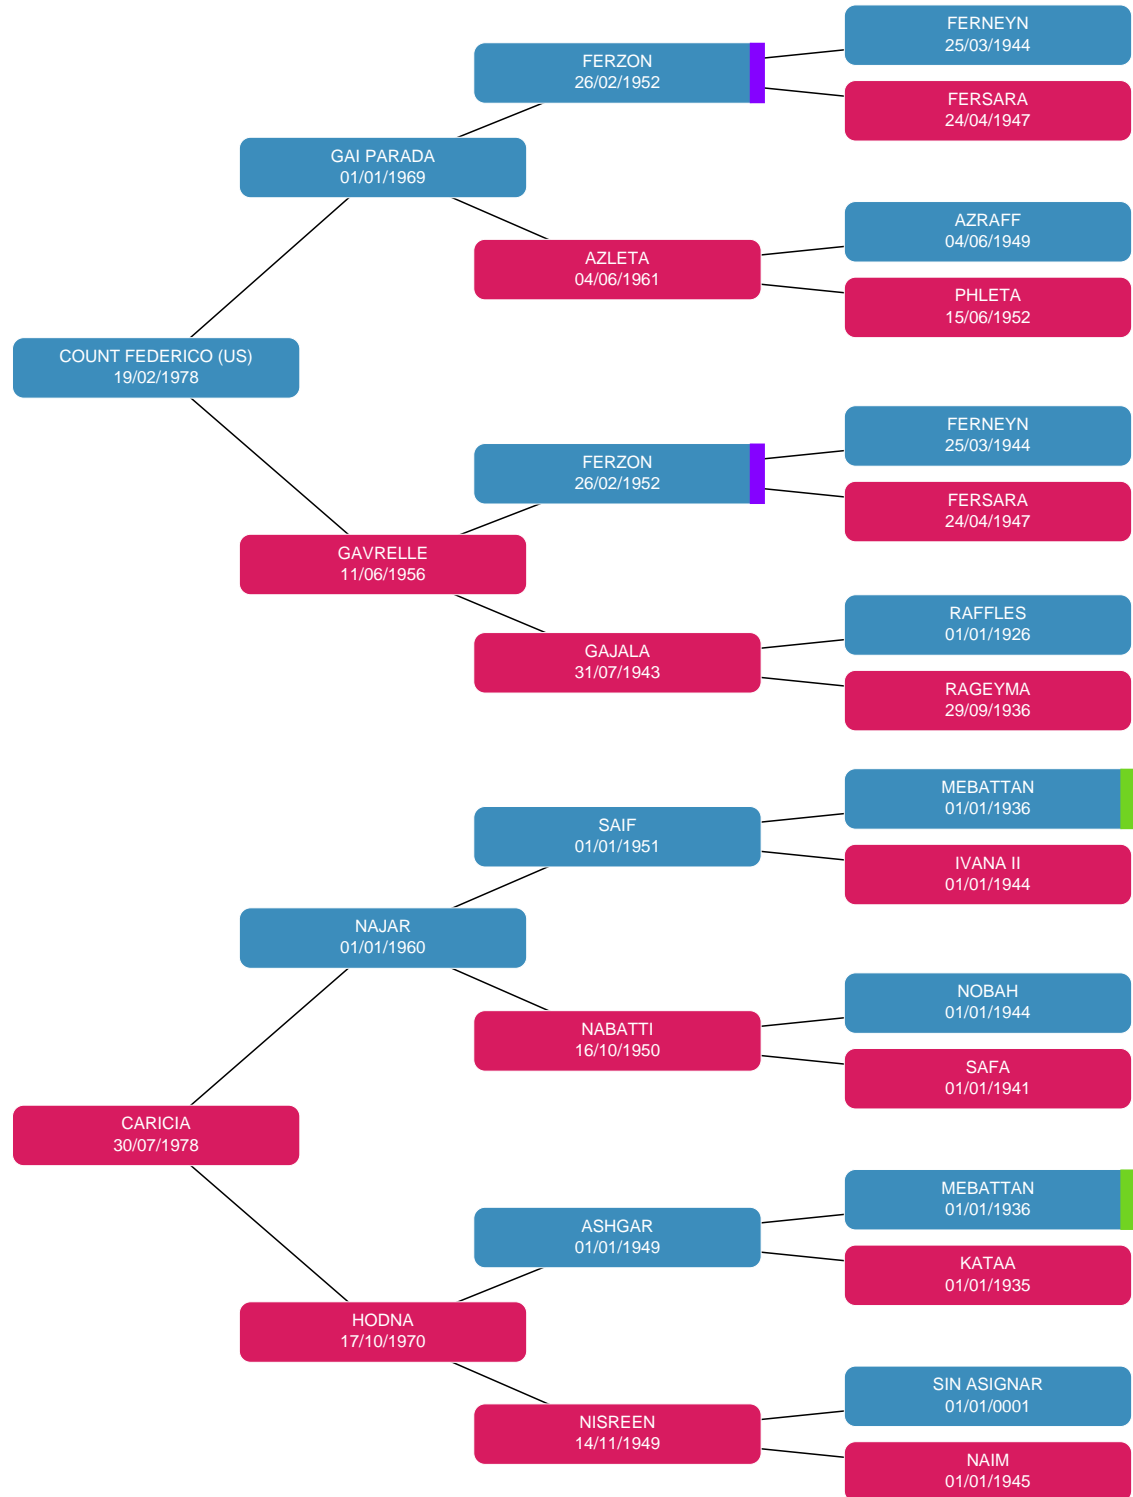 FERNEYN
25/03/1944
FERZON
26/02/1952
FERSARA
24/04/1947
GAI PARADA
01/01/1969
AZRAFF
04/06/1949
AZLETA
04/06/1961
PHLETA
15/06/1952
COUNT FEDERICO (US)
19/02/1978
FERNEYN
25/03/1944
FERZON
26/02/1952
FERSARA
24/04/1947
GAVRELLE
11/06/1956
RAFFLES
01/01/1926
GAJALA
31/07/1943
RAGEYMA
29/09/1936
MEBATTAN
01/01/1936
SAIF
01/01/1951
IVANA II
01/01/1944
NAJAR
01/01/1960
NOBAH
01/01/1944
NABATTI
16/10/1950
SAFA
01/01/1941
CARICIA
30/07/1978
MEBATTAN
01/01/1936
ASHGAR
01/01/1949
KATAA
01/01/1935
HODNA
17/10/1970
SIN ASIGNAR
01/01/0001
NISREEN
14/11/1949
NAIM
01/01/1945